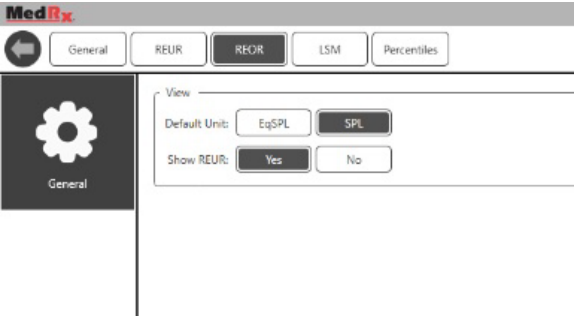 MedRx
General REUR REOR LSM Percentiles
View
Default Unit: EqSPL SPL
Show REUR: Yes No
General